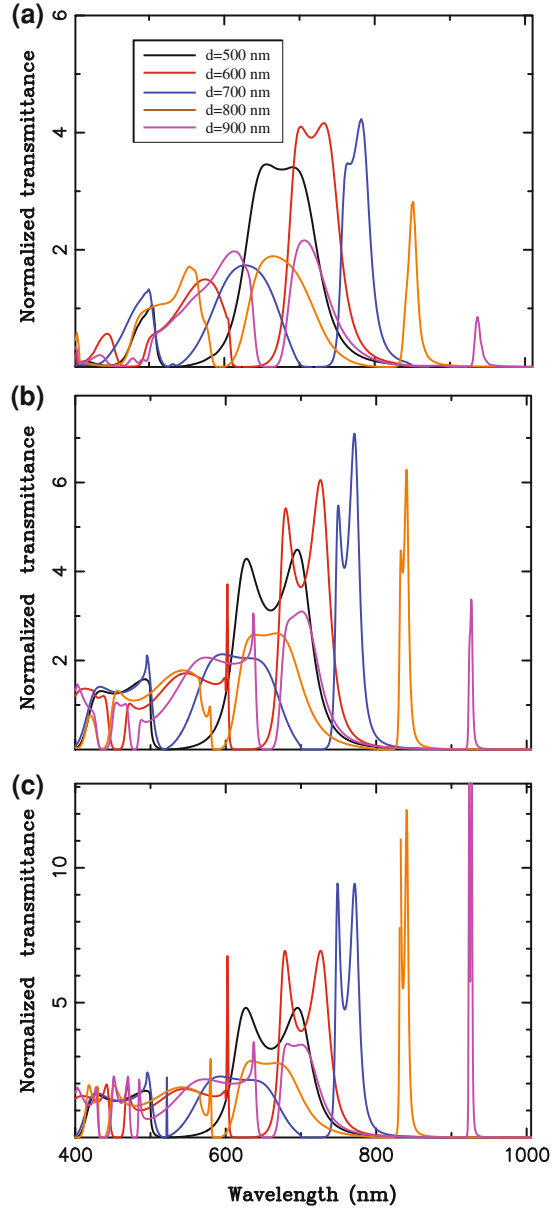 (a)
6
4
2
Normalized transmittance
d=500 nm
d=600 nm
d=700 nm
d=800 nm
d=900 nm
(b)
6
4
2
Normalized transmittance
(c)
10
5
Normalized transmittance
400
600
800
1000
Wavelength (nm)